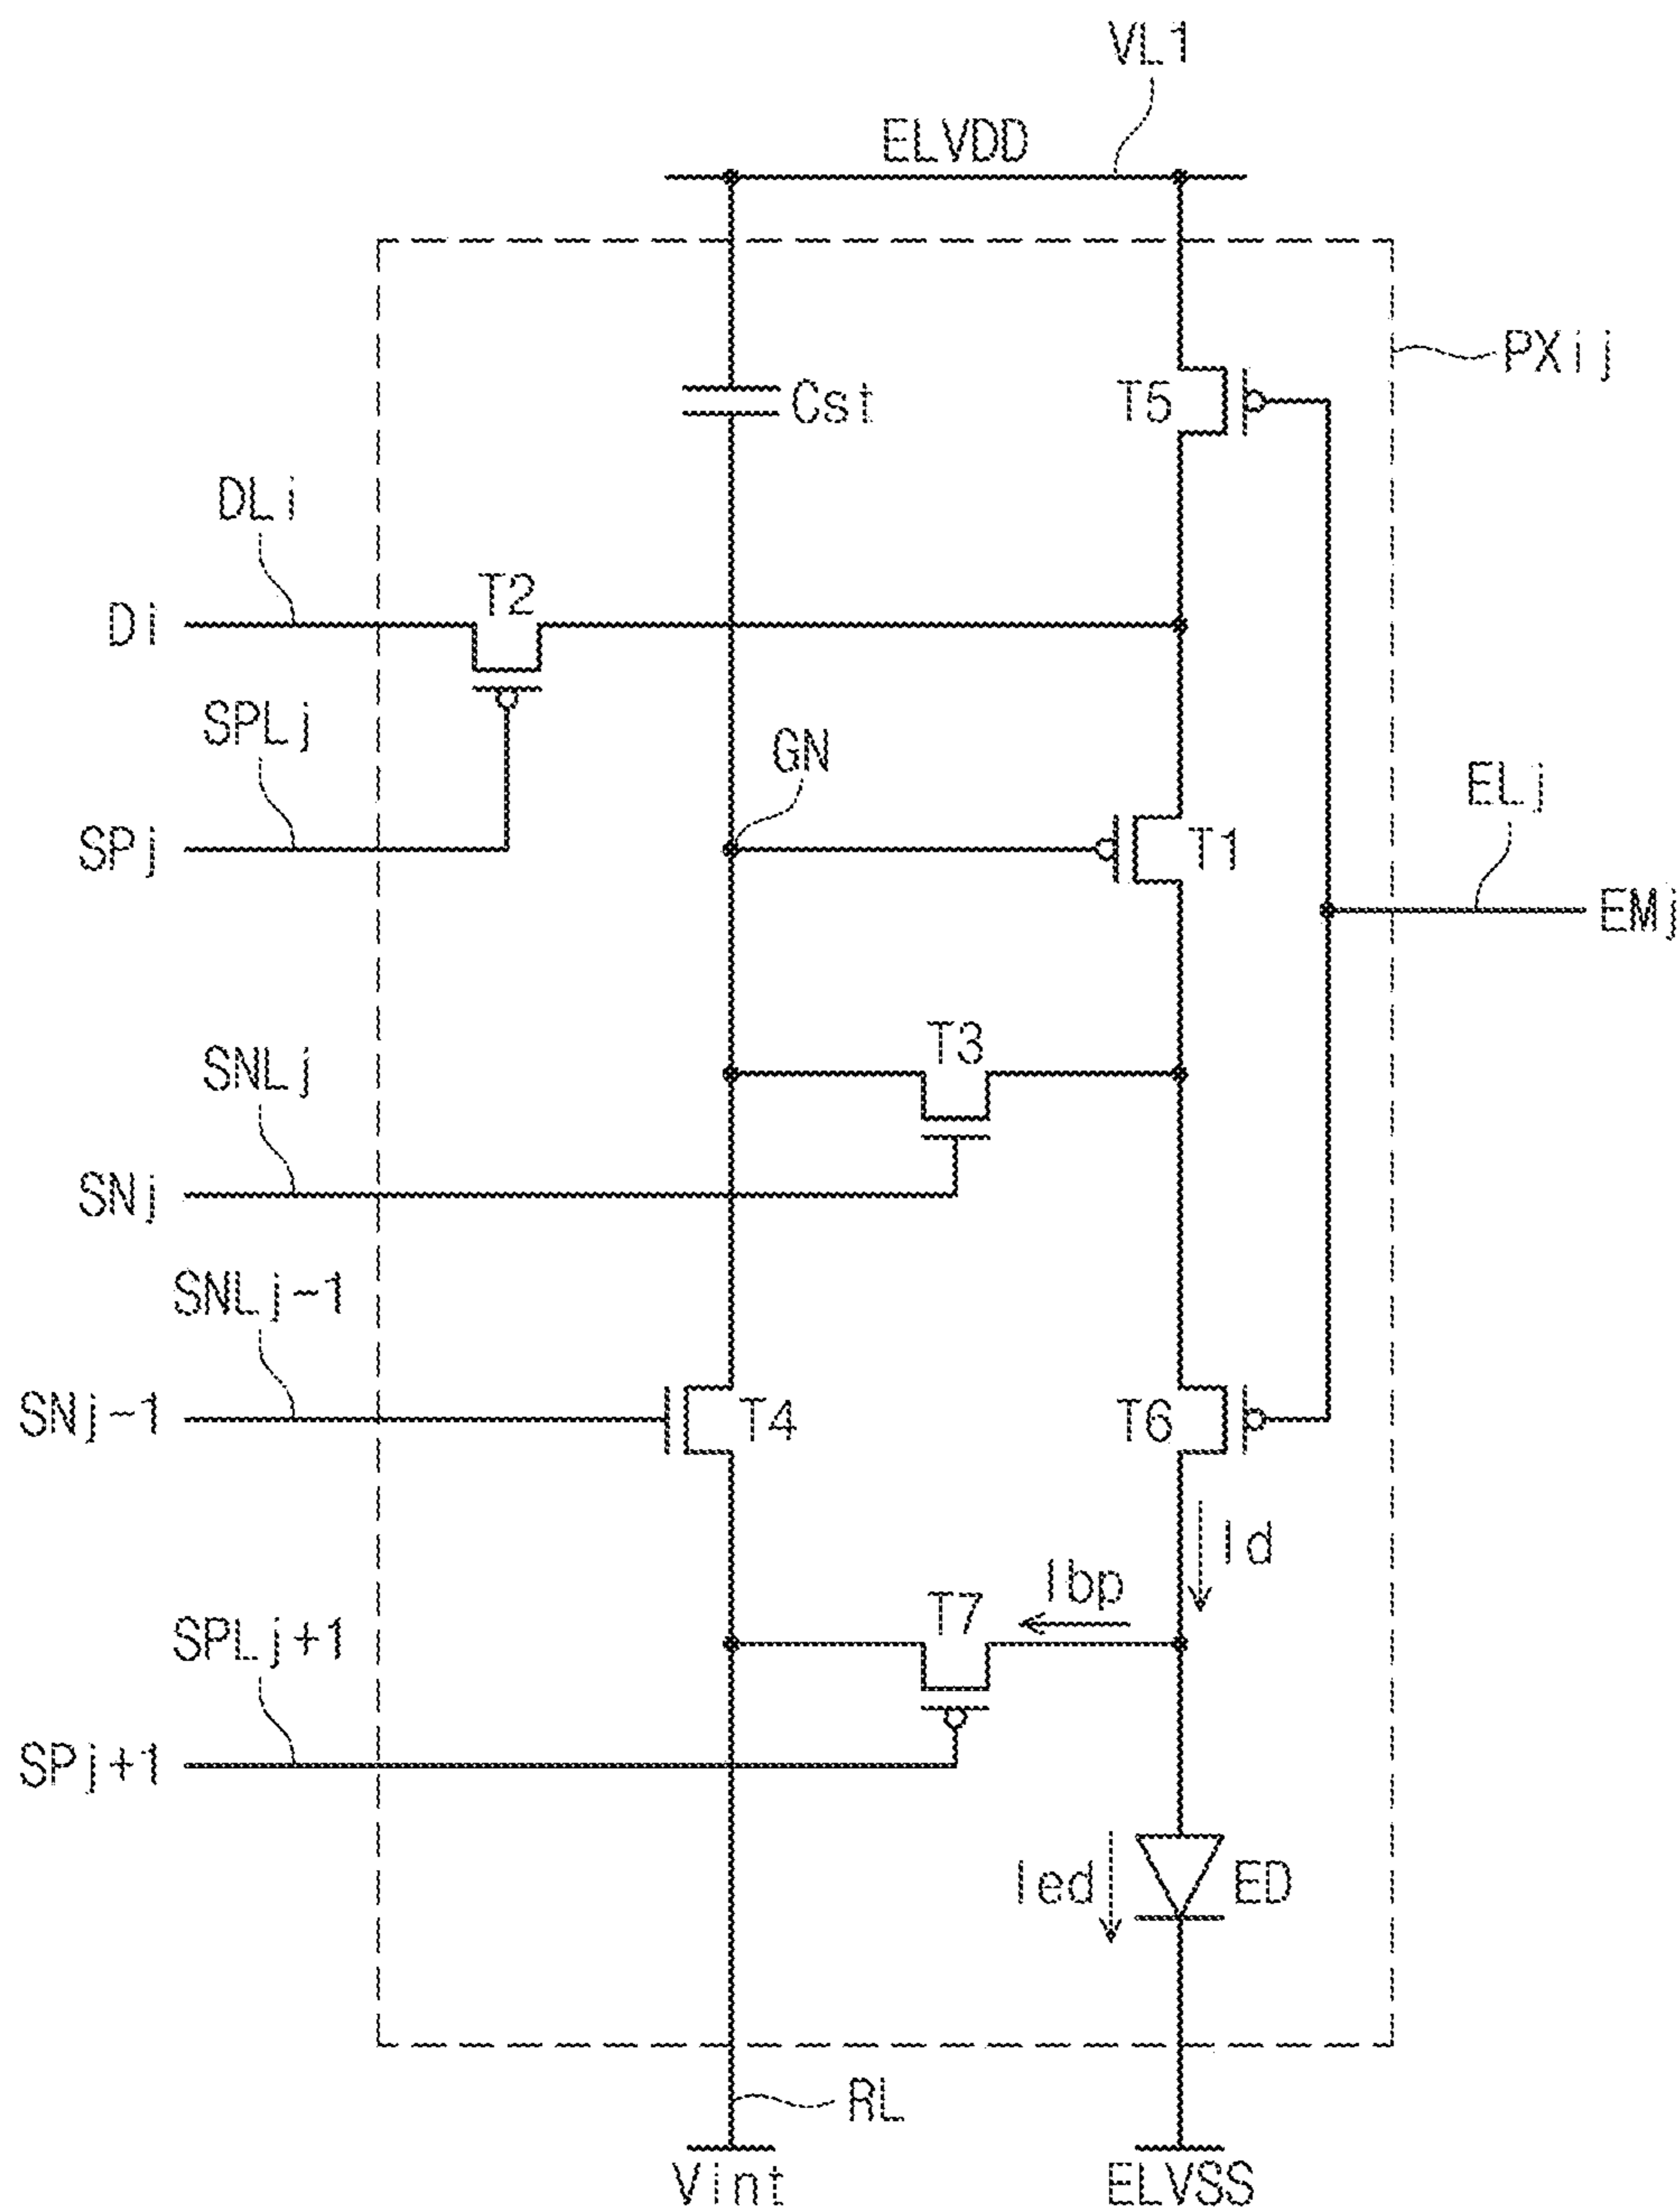 VL1
ELVDD
PXij
T5
Cst
DLi
T2
Di
SPLj
GN
ELj
SPj
T1
EMj
T3
SNLj
SNj
SNLj-1
SNj-1
T4
T6
Id
Ibp
T7
SPLj+1
SPj+1
Ied
ED
RL
Vint
ELVSS